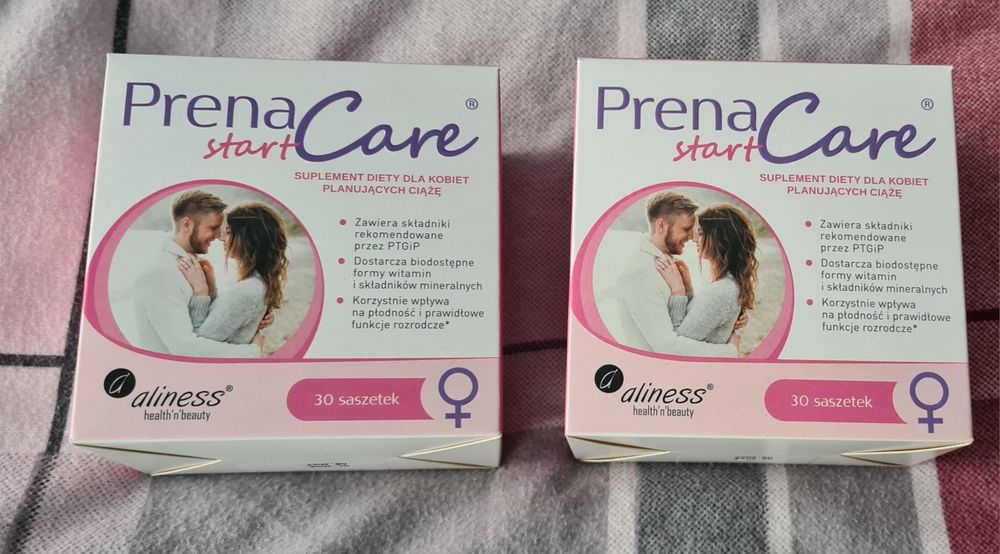 PrenaCare®
start
SUPLEMENT DIETY DLA KOBIET
PLANUJĄCYCH CIĄŻĘ
Zawiera składniki
rekomendowane
przez PTGiP
Dostarcza biodostępne
formy witamin
i składników mineralnych
Korzystnie wpływa
na płodność i prawidłowe
funkcje rozrodcze*
a
aliness®
health'n'beauty
30 saszetek
PrenaCare®
start
SUPLEMENT DIETY DLA KOBIET
PLANUJĄCYCH CIĄŻĘ
Zawiera składniki
rekomendowane
przez PTGiP
Dostarcza biodostępne
formy witamin
i składników mineralnych
Korzystnie wpływa
na płodność i prawidłowe
funkcje rozrodcze*
a
aliness®
health'n'beauty
30 saszetek